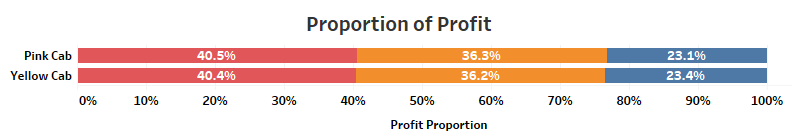 Proportion of Profit
Pink Cab 40.5% 36.3% 23.1%
Yellow Cab 40.4% 36.2% 23.4%
0% 10% 20% 30% 40% 50% 60% 70% 80% 90% 100%
Profit Proportion